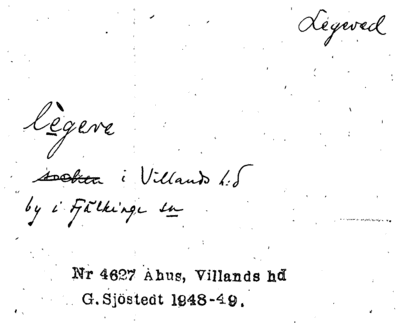 Legeved
lègeve
socken i Villands h:d
by i Fjälkinge sn
Nr 4627 Åhus, Villands hd
G.Sjöstedt 1948-49.